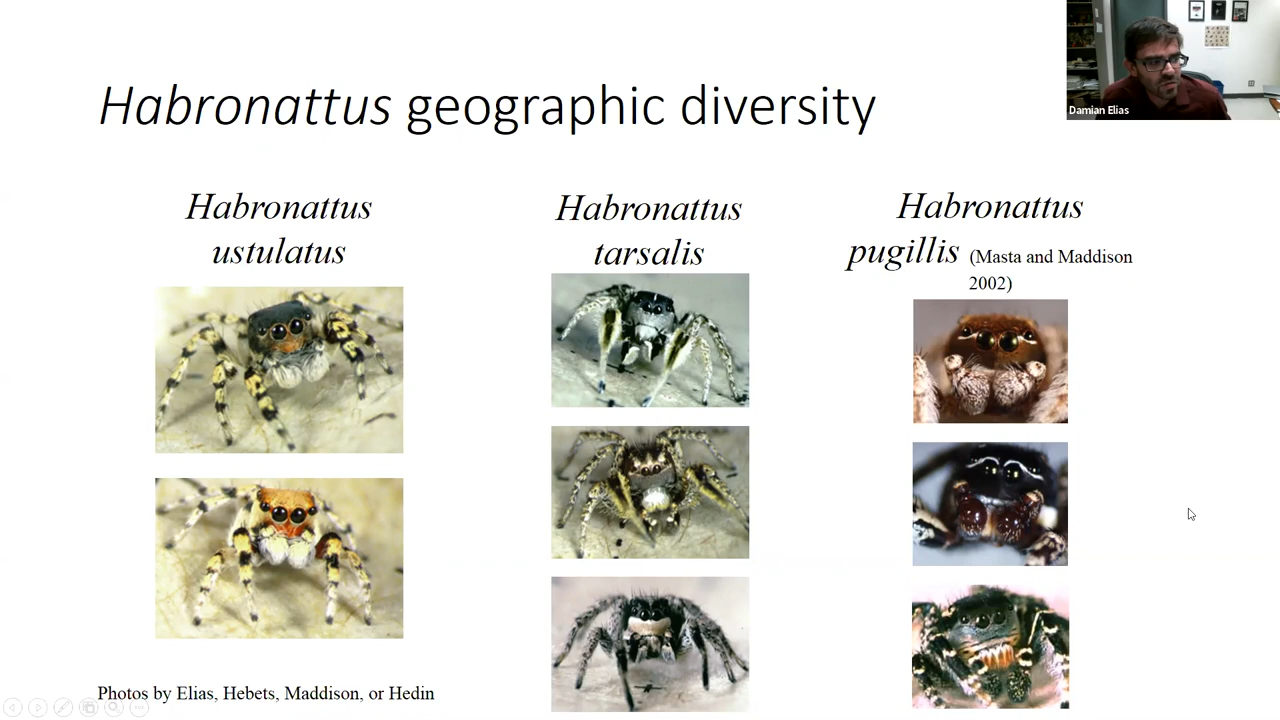 Habronattus geographic diversity
Damian Elias
Habronattus
ustulatus
Habronattus
tarsalis
Habronattus
pugillis (Masta and Maddison
2002)
Photos by Elias, Hebets, Maddison, or Hedin